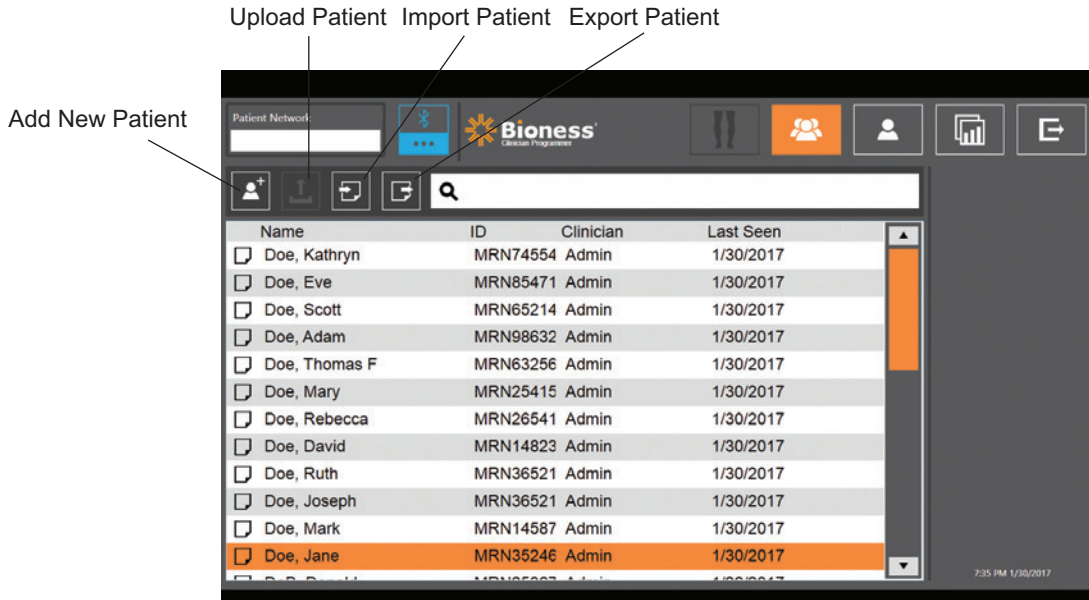 Upload Patient Import Patient Export Patient
Add New Patient
Patient Network:
Bioness
Clinician Programmer
Name ID Clinician Last Seen
Doe, Kathryn MRN74554 Admin 1/30/2017
Doe, Eve MRN85471 Admin 1/30/2017
Doe, Scott MRN65214 Admin 1/30/2017
Doe, Adam MRN98632 Admin 1/30/2017
Doe, Thomas F MRN63256 Admin 1/30/2017
Doe, Mary MRN25415 Admin 1/30/2017
Doe, Rebecca MRN26541 Admin 1/30/2017
Doe, David MRN14823 Admin 1/30/2017
Doe, Ruth MRN36521 Admin 1/30/2017
Doe, Joseph MRN36521 Admin 1/30/2017
Doe, Mark MRN14587 Admin 1/30/2017
Doe, Jane MRN35246 Admin 1/30/2017
7:35 PM 1/30/2017